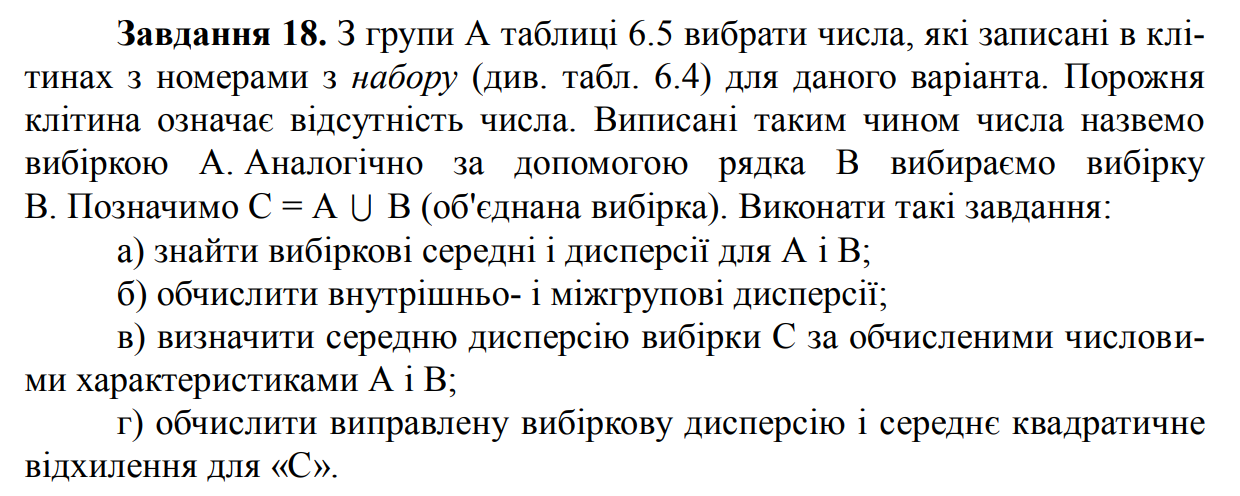 Завдання 18. З групи А таблиці 6.5 вибрати числа, які записані вклі-
тинах з номерами з набору (див. табл. 6.4) для даного варіанта. Порожня
клітина означає відсутність числа. Виписані таким чином числа назвемо
вибіркою А. Аналогічно за допомогою рядка В вибираємо вибірку
В. Позначимо С = А ∪ В (об'єднана вибірка). Виконати такі завдання:
а) знайти вибіркові середні і дисперсії для А і В;
б) обчислити внутрішньо- і міжгрупові дисперсії;
в) визначити середню дисперсію вибірки С за обчисленими числови-
ми характеристиками А і В;
г) обчислити виправлену вибіркову дисперсію і середнє квадратичне
відхилення для «С».